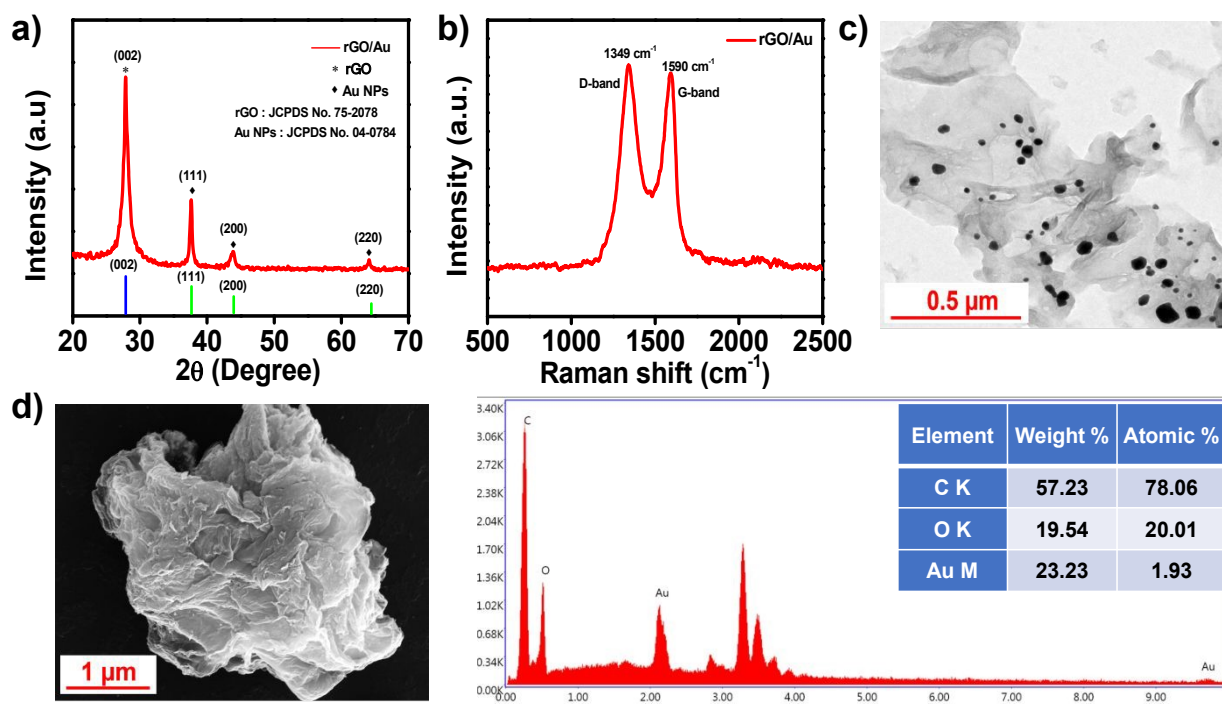 a)
Intensity (a.u)
(002)
*
(111)
(200)
(220)
rGO/Au
* rGO
♦ Au NPs
rGO : JCPDS No. 75-2078
Au NPs : JCPDS No. 04-0784
(002)
(111)
(200)
(220)
20 30 40 50 60 70
2θ (Degree)
b)
Intensity (a.u.)
rGO/Au
1349 cm-1
1590 cm-1
D-band
G-band
500 1000 1500 2000 2500
Raman shift (cm-1)
c)
0.5 µm
d)
1 µm
3.40K
3.06K
2.72K
2.38K
2.04K
1.70K
1.36K
1.02K
0.68K
0.34K
0.00K
C
O
Au
Au
0.00 1.00 2.00 3.00 4.00 5.00 6.00 7.00 8.00 9.00
Element Weight % Atomic %
C K 57.23 78.06
O K 19.54 20.01
Au M 23.23 1.93